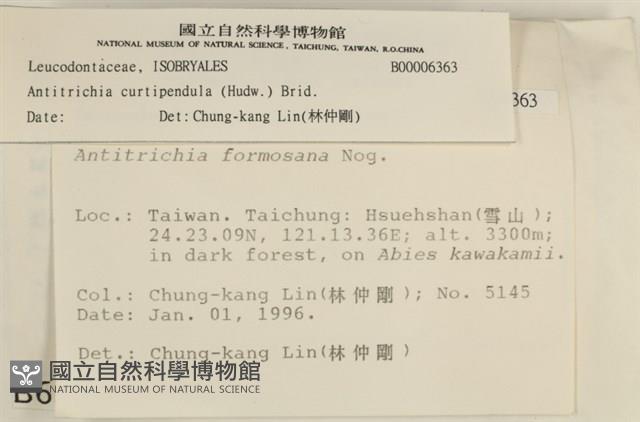 國立自然科學博物館
NATIONAL MUSEUM OF NATURAL SCIENCE, TAICHUNG, TAIWAN, R.O.CHINA
Leucodontaceae, ISOBRYALES B00006363
Antitrichia curtipendula (Hudw.) Brid.
Date: Det:Chung-kang Lin(林仲剛)
363
Antitrichia formosana Nog.
Loc.: Taiwan. Taichung: Hsuehshan(雪山);
24.23.09N, 121.13.36E; alt. 3300m;
in dark forest, on Abies kawakamii.
Col.: Chung-kang Lin(林仲剛); No. 5145
Date: Jan. 01, 1996.
Det.: Chung-kang Lin(林仲剛)
國立自然科學博物館
NATIONAL MUSEUM OF NATURAL SCIENCE
B6